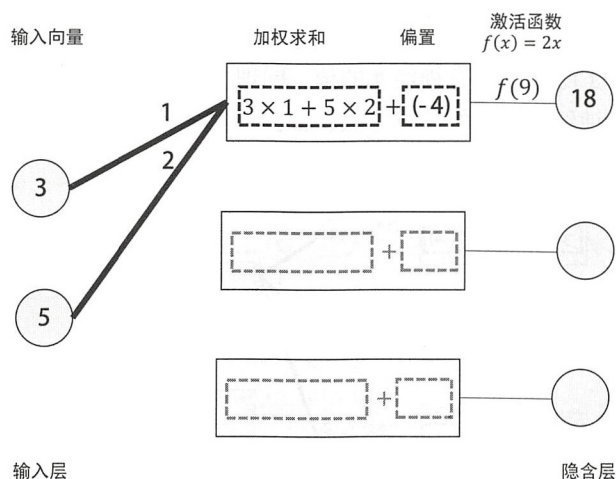 输入向量
加权求和
偏置
激活函数
f(x) = 2x
3 × 1 + 5 × 2 + (-4)
f(9)
18
1
2
3
+
5
+
输入层
隐含层